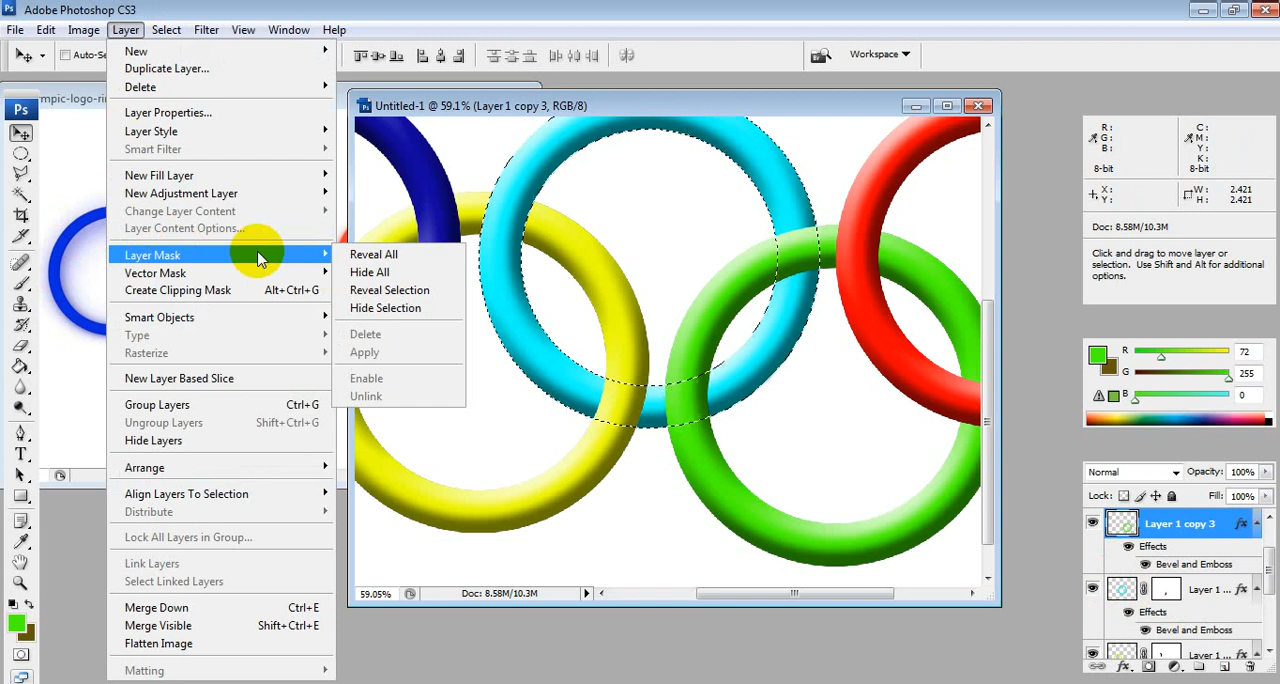 Adobe Photoshop CS3
File Edit Image Layer Select Filter View Window Help
Workspace
New
Duplicate Layer...
Delete
Layer Properties...
Layer Style
Smart Filter
New Fill Layer
New Adjustment Layer
Change Layer Content
Layer Content Options...
Layer Mask
Vector Mask
Create Clipping Mask Alt+Ctrl+G
Smart Objects
Type
Rasterize
New Layer Based Slice
Group Layers Ctrl+G
Ungroup Layers Shift+Ctrl+G
Hide Layers
Arrange
Align Layers To Selection
Distribute
Lock All Layers in Group...
Link Layers
Select Linked Layers
Merge Down Ctrl+E
Merge Visible Shift+Ctrl+E
Flatten Image
Matting
Reveal All
Hide All
Reveal Selection
Hide Selection
Delete
Apply
Enable
Unlink
Ps
T
Untitled-1 @ 59.1% (Layer 1 copy 3, RGB/8)
59.05% Doc: 8.58M/10.3M
R: C:
G: M:
B: Y:
K:
8-bit 8-bit
X: W: 2.421
Y: H: 2.421
Doc: 8.58M/10.3M
Click and drag to move layer or
selection. Use Shift and Alt for additional
options.
R 72
G 255
B 0
Normal Opacity: 100%
Lock: Fill: 100%
Layer 1 copy 3 fx
Effects
Bevel and Emboss
Layer 1 ... fx
Effects
Bevel and Emboss
Layer 1 ... fx